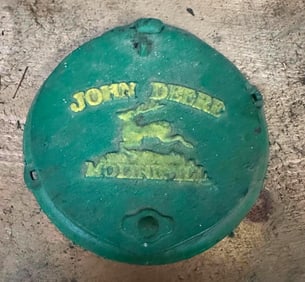 JOHN DEERE
MOLINE, ILL